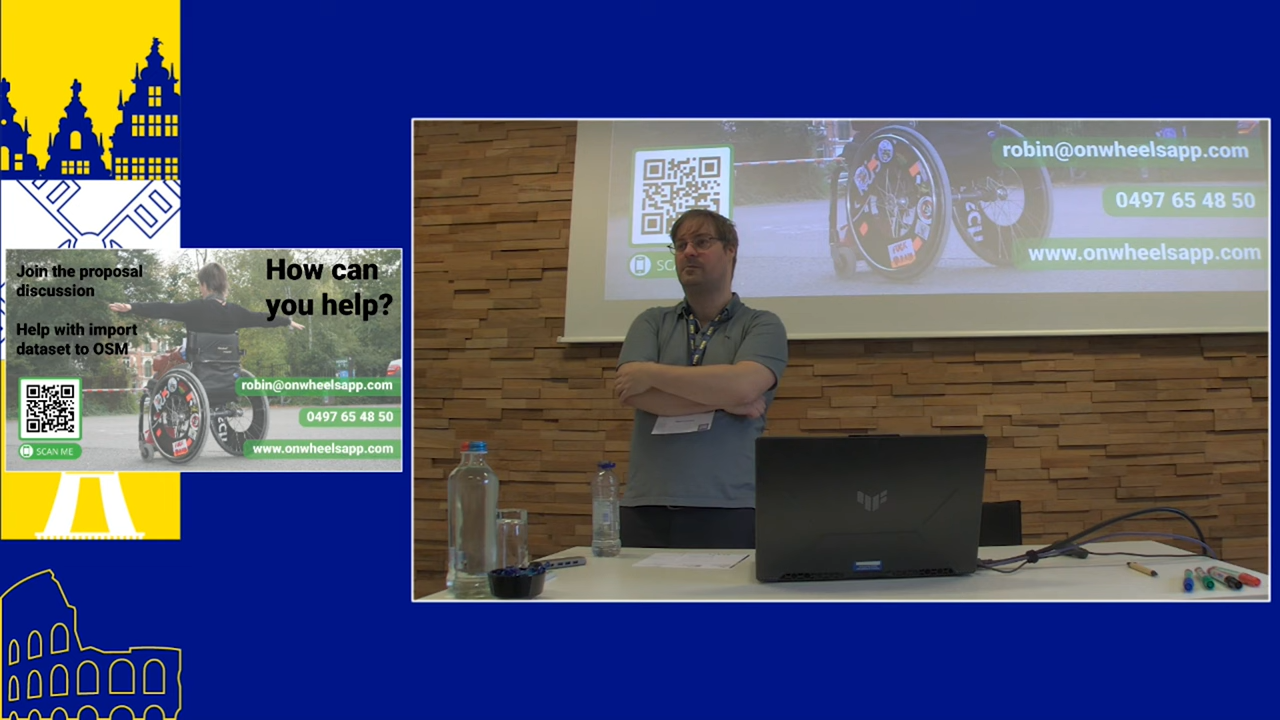 Join the proposal
discussion
Help with import
dataset to OSM
How can
you help?
robin@onwheelsapp.com
0497 65 48 50
www.onwheelsapp.com
SCAN ME
robin@onwheelsapp.com
0497 65 48 50
www.onwheelsapp.com